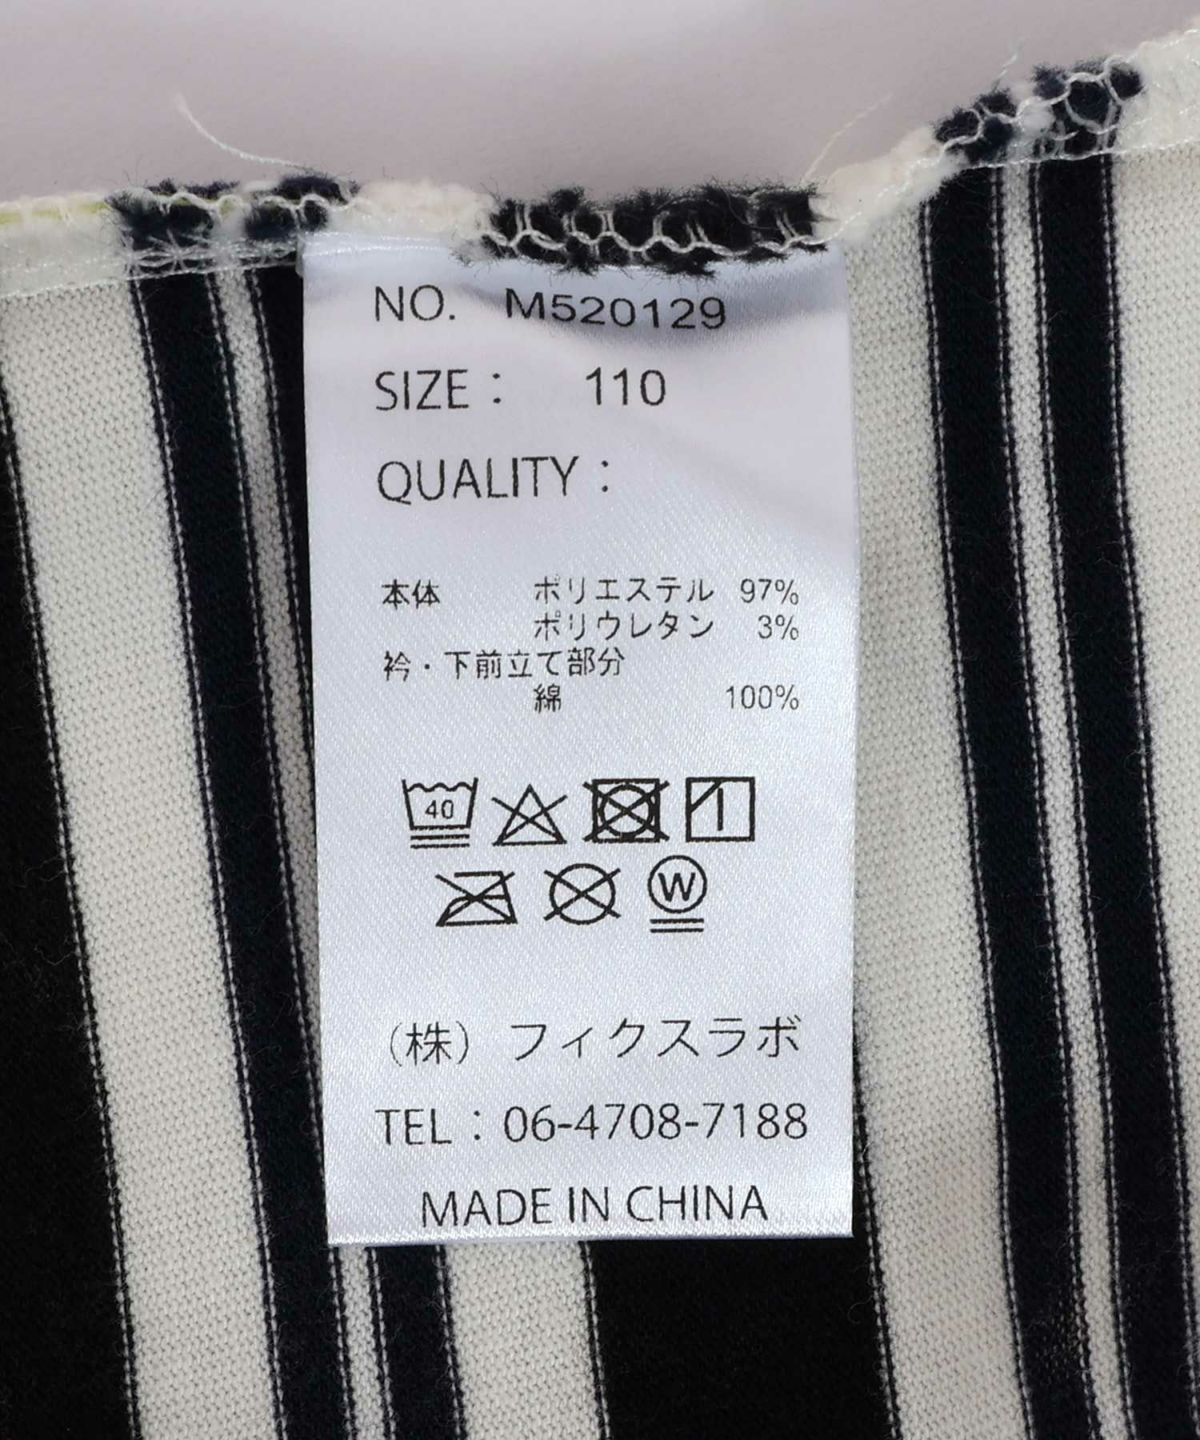 NO. M520129
SIZE： 110
QUALITY：
本体 ポリエステル 97%
ポリウレタン 3%
衿・下前立て部分
綿 100%
40
W
（株）フィクスラボ
TEL：06-4708-7188
MADE IN CHINA